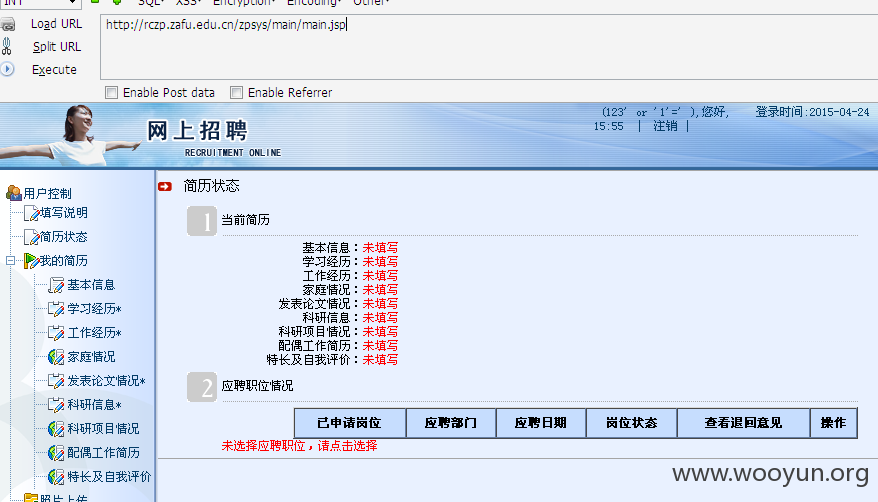 INT SQL▾ XSS▾ Encryption▾ Encoding▾ Other▾
Load URL
http://rczp.zafu.edu.cn/zpsys/main/main.jsp
Split URL
Execute
Enable Post data Enable Referrer
网上招聘
RECRUITMENT ONLINE
(123' or '1'=' ),您好, 登录时间:2015-04-24
15:55 | 注销 |
用户控制
填写说明
简历状态
我的简历
基本信息
学习经历*
工作经历*
家庭情况
发表论文情况*
科研信息*
科研项目情况
配偶工作简历
特长及自我评价
照片上传
简历状态
1 当前简历
基本信息：未填写
学习经历：未填写
工作经历：未填写
家庭情况：未填写
发表论文情况：未填写
科研信息：未填写
科研项目情况：未填写
配偶工作简历：未填写
特长及自我评价：未填写
2 应聘职位情况
已申请岗位 应聘部门 应聘日期 岗位状态 查看退回意见 操作
未选择应聘职位，请点击选择
www.wooyun.org